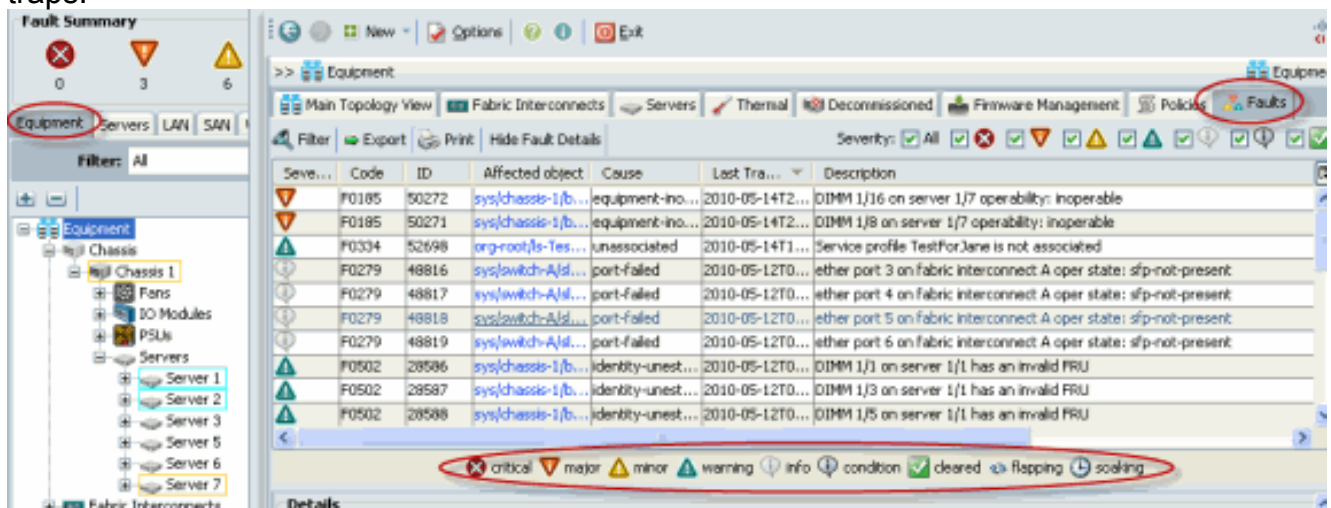 traps.
Fault Summary
0 3 6
Equipment Servers LAN SAN
Filter: All
Equipment
Chassis
Chassis 1
Fans
IO Modules
PSUs
Servers
Server 1
Server 2
Server 3
Server 5
Server 6
Server 7
Fabric Interconnects
New Options Exit
>> Equipment Equipme
Main Topology View Fabric Interconnects Servers Thermal Decommissioned Firmware Management Policies Faults
Filter Export Print Hide Fault Details Severity: All
Seve... Code ID Affected object Cause Last Tra... Description
F0185 50272 sys/chassis-1/b... equipment-ino... 2010-05-14T2... DIMM 1/16 on server 1/7 operability: inoperable
F0185 50271 sys/chassis-1/b... equipment-ino... 2010-05-14T2... DIMM 1/8 on server 1/7 operability: inoperable
F0334 52698 org-root/ls-Tes... unassociated 2010-05-14T1... Service profile TestForJane is not associated
F0279 48816 sys/switch-A/sl... port-failed 2010-05-12T0... ether port 3 on fabric interconnect A oper state: sfp-not-present
F0279 48817 sys/switch-A/sl... port-failed 2010-05-12T0... ether port 4 on fabric interconnect A oper state: sfp-not-present
F0279 48818 sys/switch-A/sl... port-failed 2010-05-12T0... ether port 5 on fabric interconnect A oper state: sfp-not-present
F0279 48819 sys/switch-A/sl... port-failed 2010-05-12T0... ether port 6 on fabric interconnect A oper state: sfp-not-present
F0502 28586 sys/chassis-1/b... identity-unest... 2010-05-12T0... DIMM 1/1 on server 1/1 has an invalid FRU
F0502 28587 sys/chassis-1/b... identity-unest... 2010-05-12T0... DIMM 1/3 on server 1/1 has an invalid FRU
F0502 28588 sys/chassis-1/b... identity-unest... 2010-05-12T0... DIMM 1/5 on server 1/1 has an invalid FRU
critical major minor warning info condition cleared flapping soaking
Details